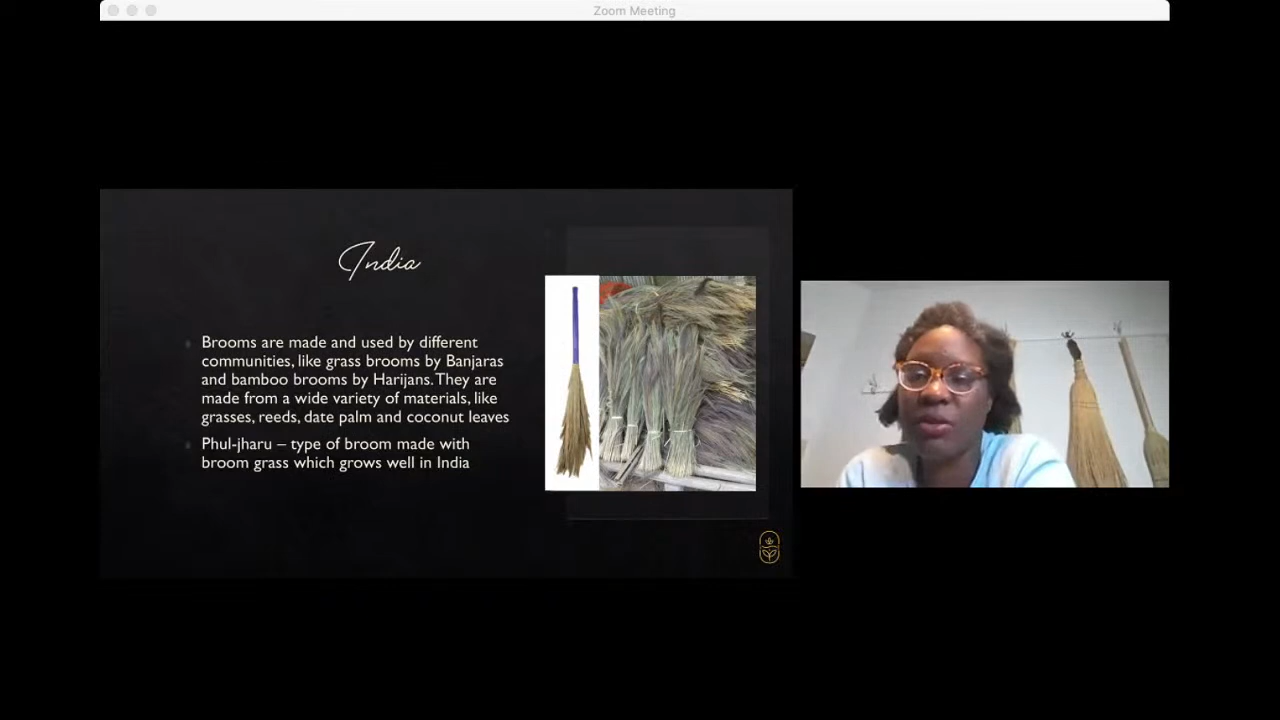 Zoom Meeting
India
Brooms are made and used by different
communities, like grass brooms by Banjaras
and bamboo brooms by Harijans. They are
made from a wide variety of materials, like
grasses, reeds, date palm and coconut leaves
Phul-jharu – type of broom made with
broom grass which grows well in India